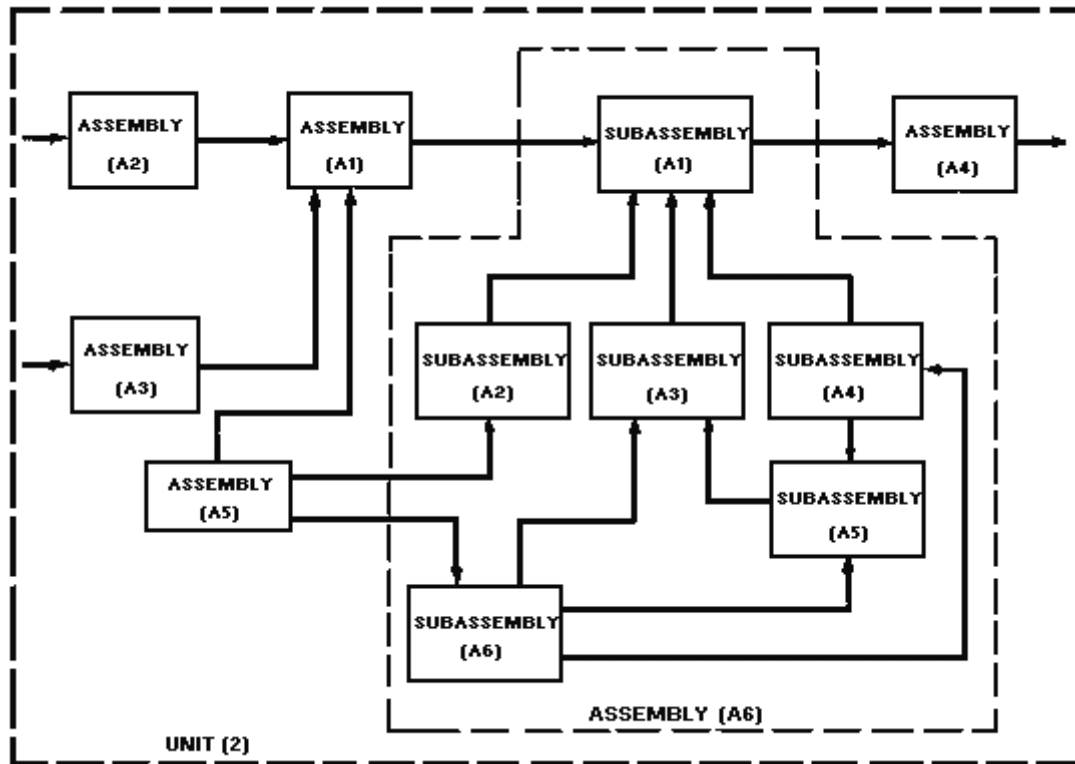 ASSEMBLY
(A2)
ASSEMBLY
(A1)
SUBASSEMBLY
(A1)
ASSEMBLY
(A4)
ASSEMBLY
(A3)
SUBASSEMBLY
(A2)
SUBASSEMBLY
(A3)
SUBASSEMBLY
(A4)
ASSEMBLY
(A5)
SUBASSEMBLY
(A5)
SUBASSEMBLY
(A6)
ASSEMBLY (A6)
UNIT (2)